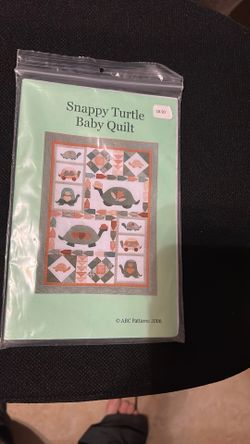 Snappy Turtle
Baby Quilt
© ABC Patterns 2006